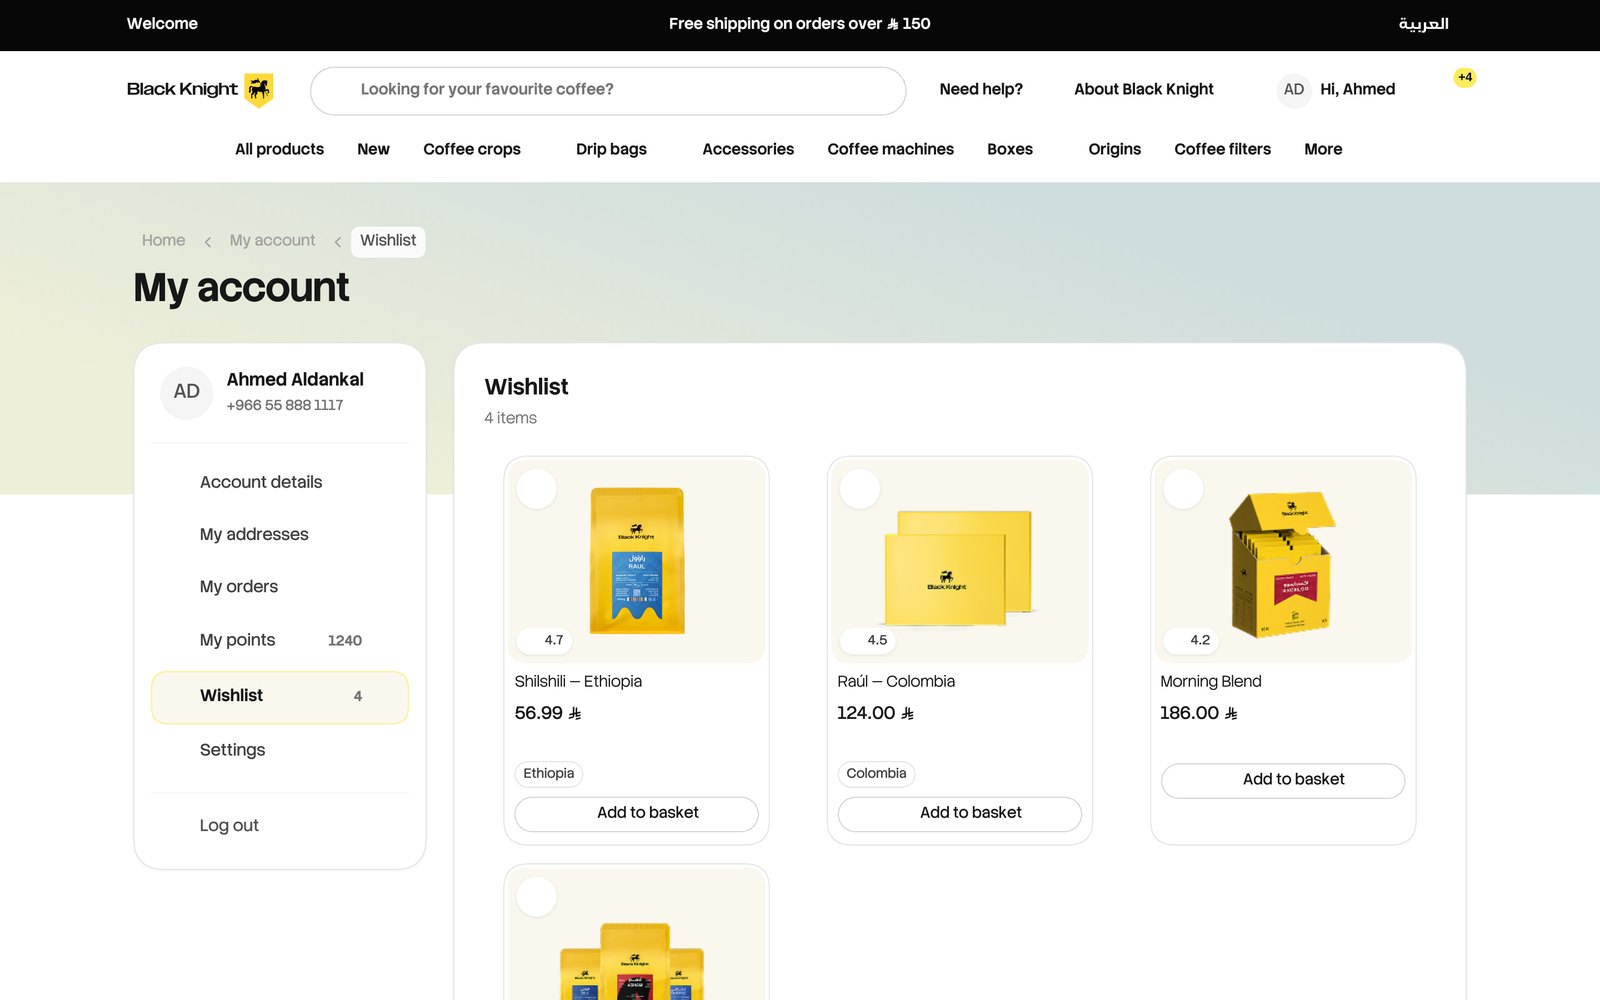 Welcome
Free shipping on orders over 150
العربية
Black Knight
Looking for your favourite coffee?
Need help?
About Black Knight
AD
Hi, Ahmed
+4
All products
New
Coffee crops
Drip bags
Accessories
Coffee machines
Boxes
Origins
Coffee filters
More
Home
My account
Wishlist
My account
AD
Ahmed Aldankal
+966 55 888 1117
Account details
My addresses
My orders
My points
1240
Wishlist
4
Settings
Log out
Wishlist
4 items
Black Knight
راؤول
RAUL
4.7
Shilshili – Ethiopia
56.99
Ethiopia
Add to basket
Black Knight
4.5
Raúl – Colombia
124.00
Colombia
Add to basket
Black Knight
EXCELSO
4.2
Morning Blend
186.00
Add to basket
Black Knight